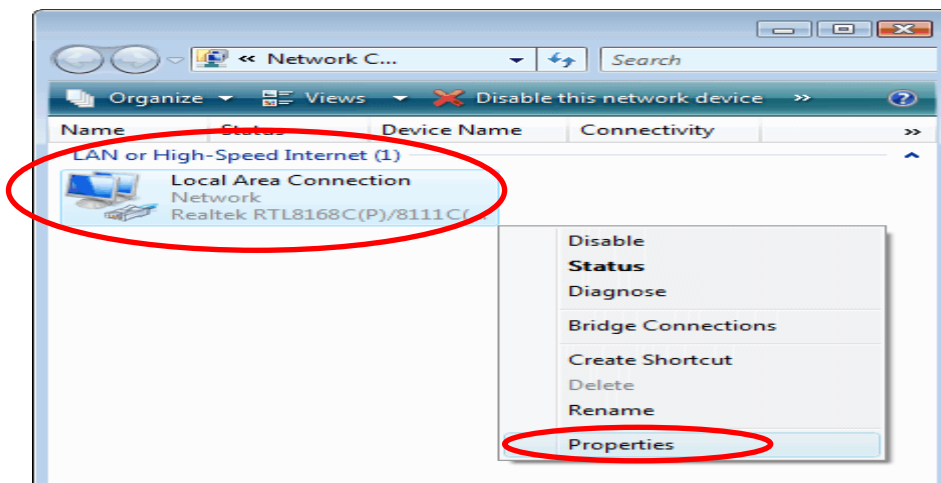 « Network C...
Search
Organize Views Disable this network device »
Name Status Device Name Connectivity »
LAN or High-Speed Internet (1)
Local Area Connection
Network
Realtek RTL8168C(P)/8111C(...
Disable
Status
Diagnose
Bridge Connections
Create Shortcut
Delete
Rename
Properties